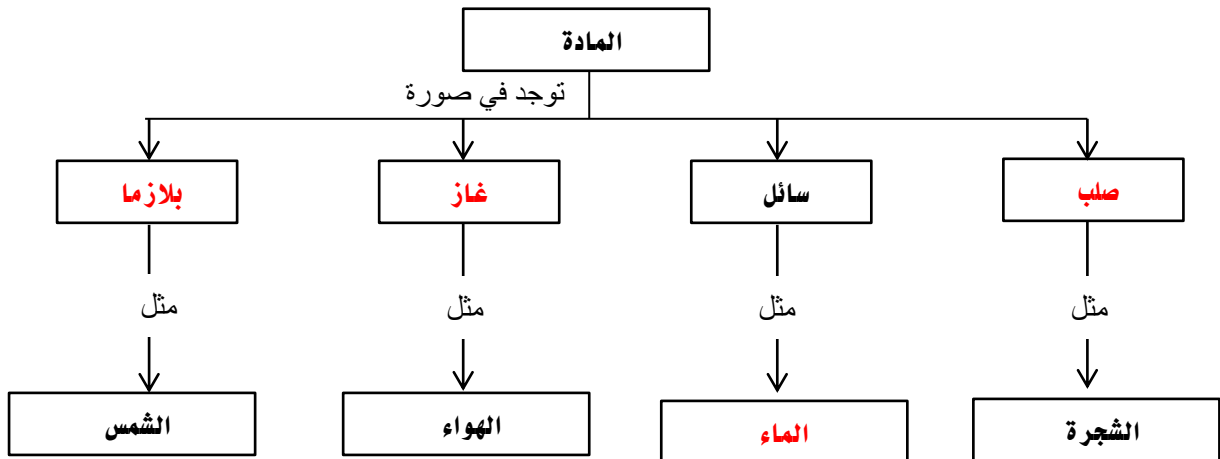 المادة
توجد في صورة
صلب سائل غاز بلازما
مثل مثل مثل مثل
الشجرة الماء الهواء الشمس